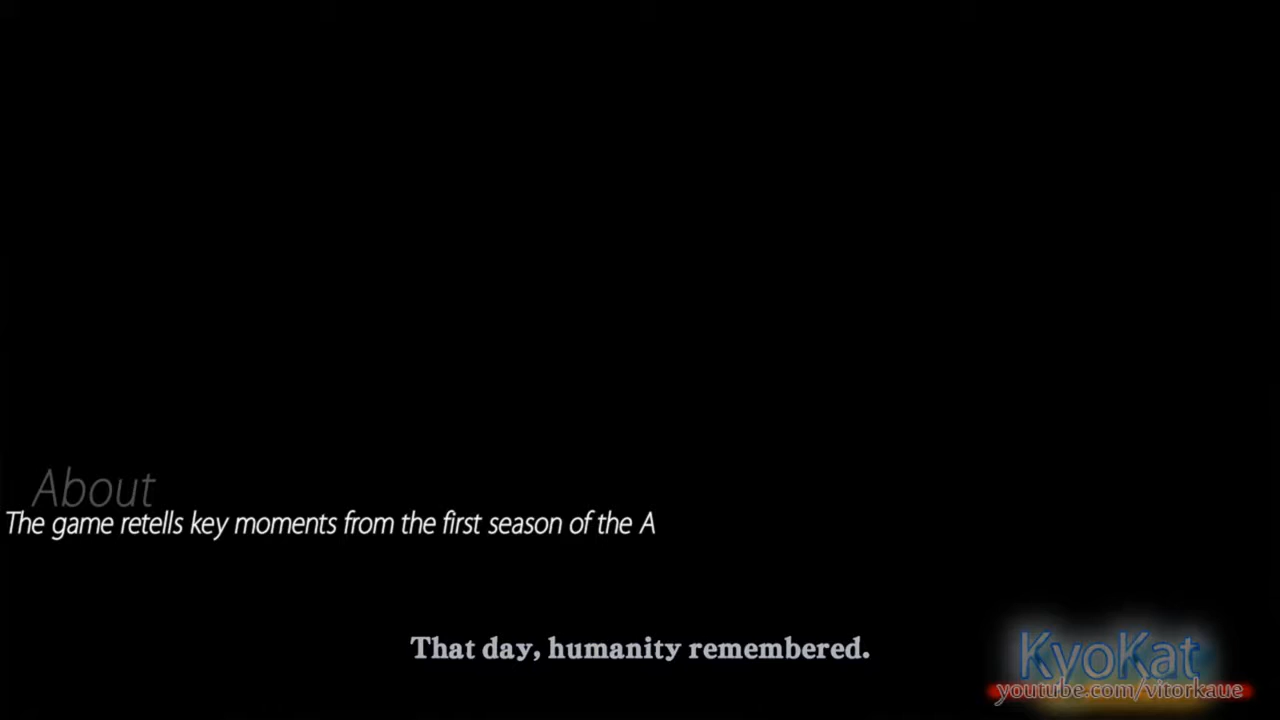 About
The game retells key moments from the first season of the A
That day, humanity remembered.
KyoKat
youtube.com/vitorkaue